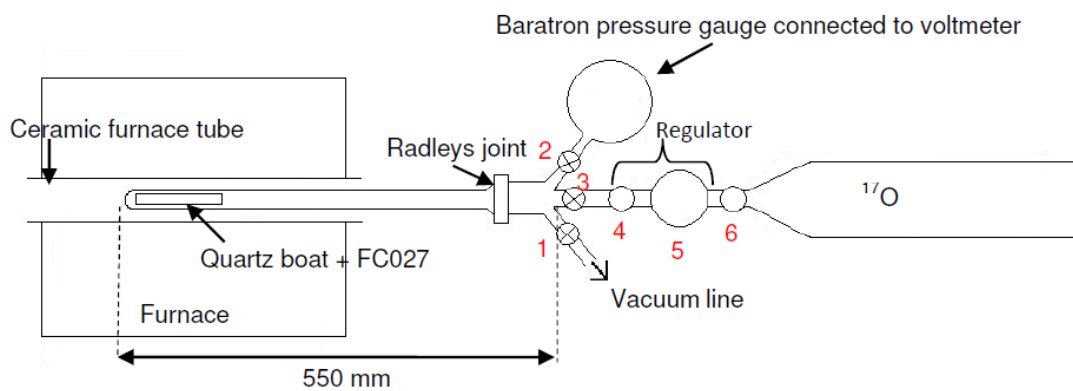 Baratron pressure gauge connected to voltmeter
Ceramic furnace tube
Radleys joint
2
Regulator
3
17O
4
5
6
1
Quartz boat + FC027
Vacuum line
Furnace
550 mm